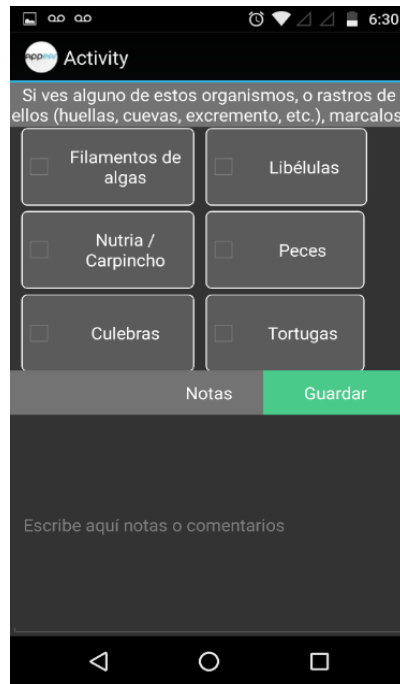 6:30
appear Activity
Si ves alguno de estos organismos, o rastros de
ellos (huellas, cuevas, excremento, etc.), marcalos
Filamentos de
algas
Libélulas
Nutria /
Carpincho
Peces
Culebras
Tortugas
Notas
Guardar
Escribe aquí notas o comentarios